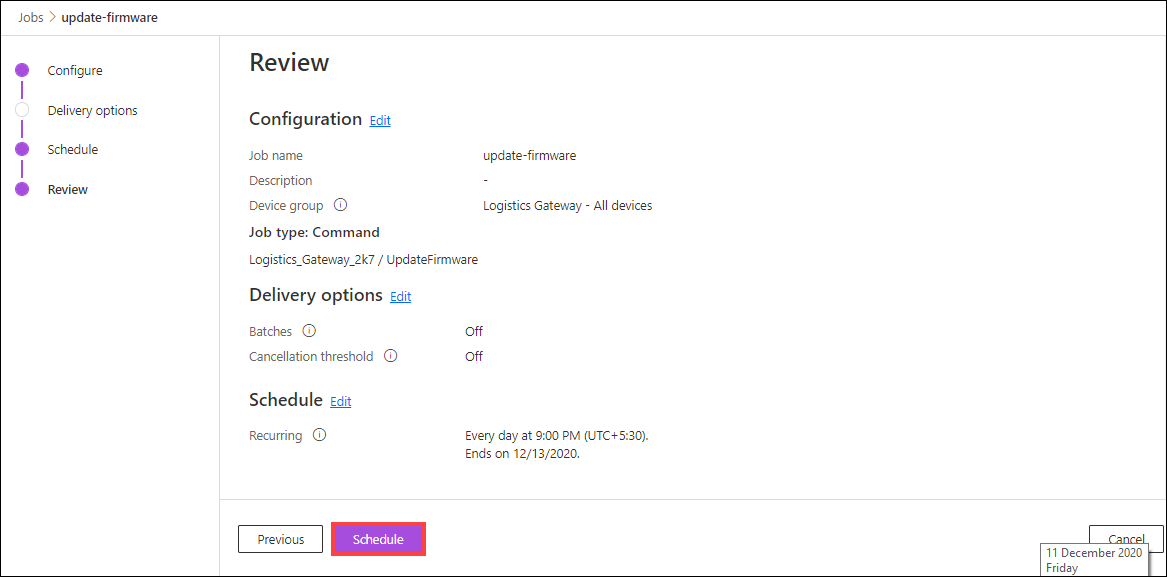 Jobs > update-firmware
Configure
Delivery options
Schedule
Review
Review
Configuration Edit
Job name update-firmware
Description -
Device group Logistics Gateway - All devices
Job type: Command
Logistics_Gateway_2k7 / UpdateFirmware
Delivery options Edit
Batches Off
Cancellation threshold Off
Schedule Edit
Recurring Every day at 9:00 PM (UTC+5:30).
Ends on 12/13/2020.
Previous Schedule Cancel
11 December 2020
Friday